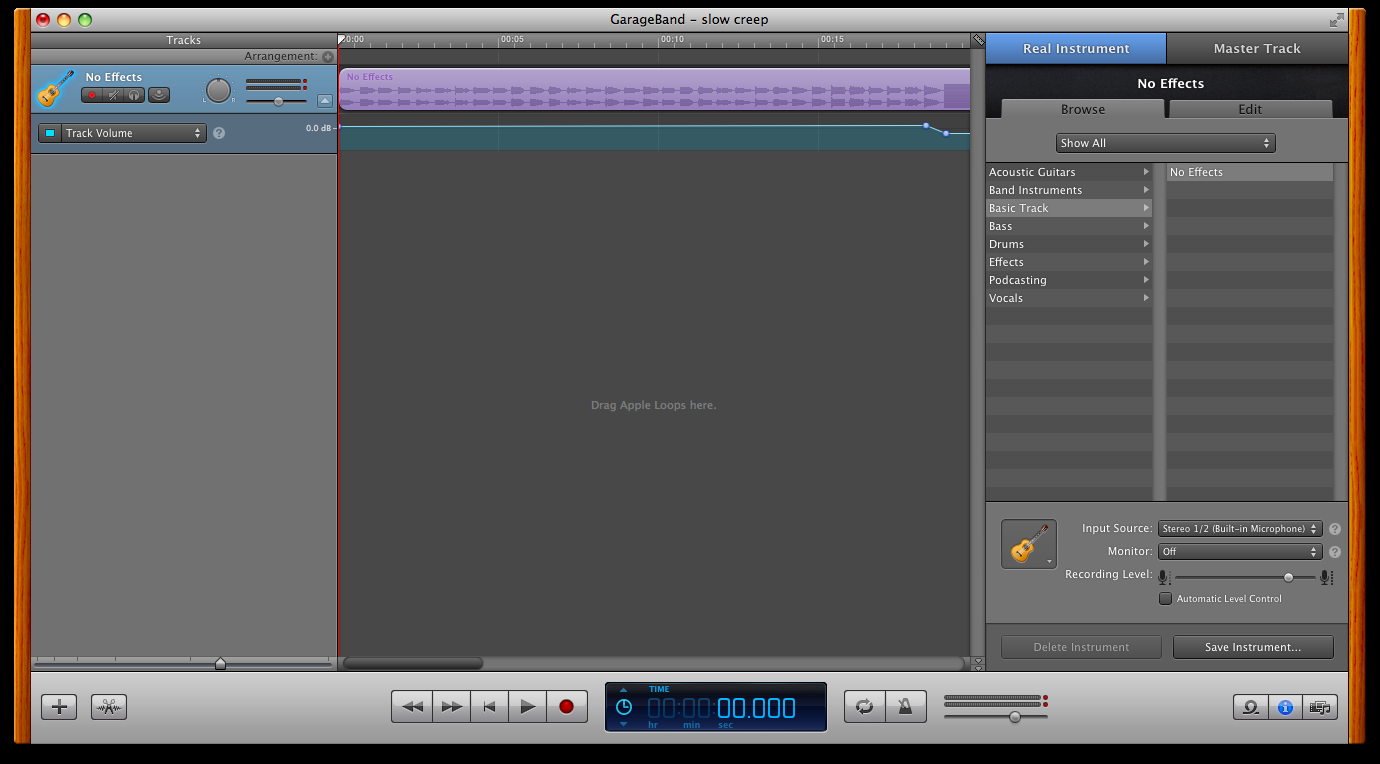 GarageBand – slow creep
Tracks
Arrangement:
0:00 00:05 00:10 00:15
No Effects
L R
No Effects
Track Volume
?
0.0 dB
Drag Apple Loops here.
Real Instrument
Master Track
No Effects
Browse
Edit
Show All
Acoustic Guitars
Band Instruments
Basic Track
Bass
Drums
Effects
Podcasting
Vocals
No Effects
Input Source: Stereo 1/2 (Built-in Microphone) ?
Monitor: Off ?
Recording Level:
Automatic Level Control
Delete Instrument
Save Instrument...
TIME
00:00:00.000
hr min sec
i